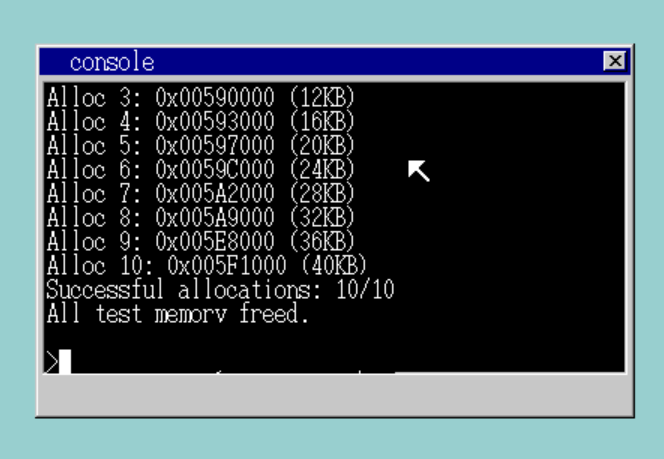 console
Alloc 3: 0x00590000 (12KB)
Alloc 4: 0x00593000 (16KB)
Alloc 5: 0x00597000 (20KB)
Alloc 6: 0x0059C000 (24KB)
Alloc 7: 0x005A2000 (28KB)
Alloc 8: 0x005A9000 (32KB)
Alloc 9: 0x005E8000 (36KB)
Alloc 10: 0x005F1000 (40KB)
Successful allocations: 10/10
All test memory freed.
>